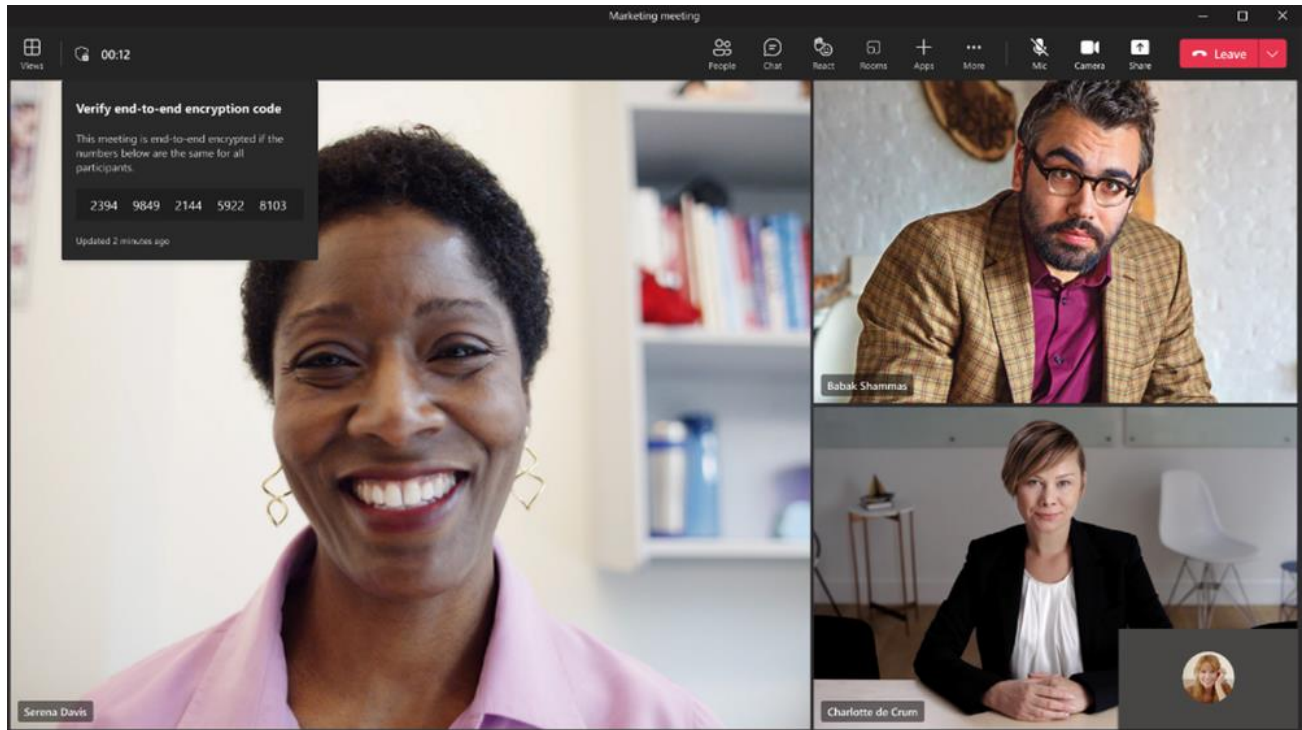 Marketing meeting
Views
00:12
People
Chat
React
Rooms
Apps
More
Mic
Camera
Share
Leave
Verify end-to-end encryption code
This meeting is end-to-end encrypted if the
numbers below are the same for all
participants.
2394 9849 2144 5922 8103
Updated 2 minutes ago
Babak Shammas
Serena Davis
Charlotte de Crum